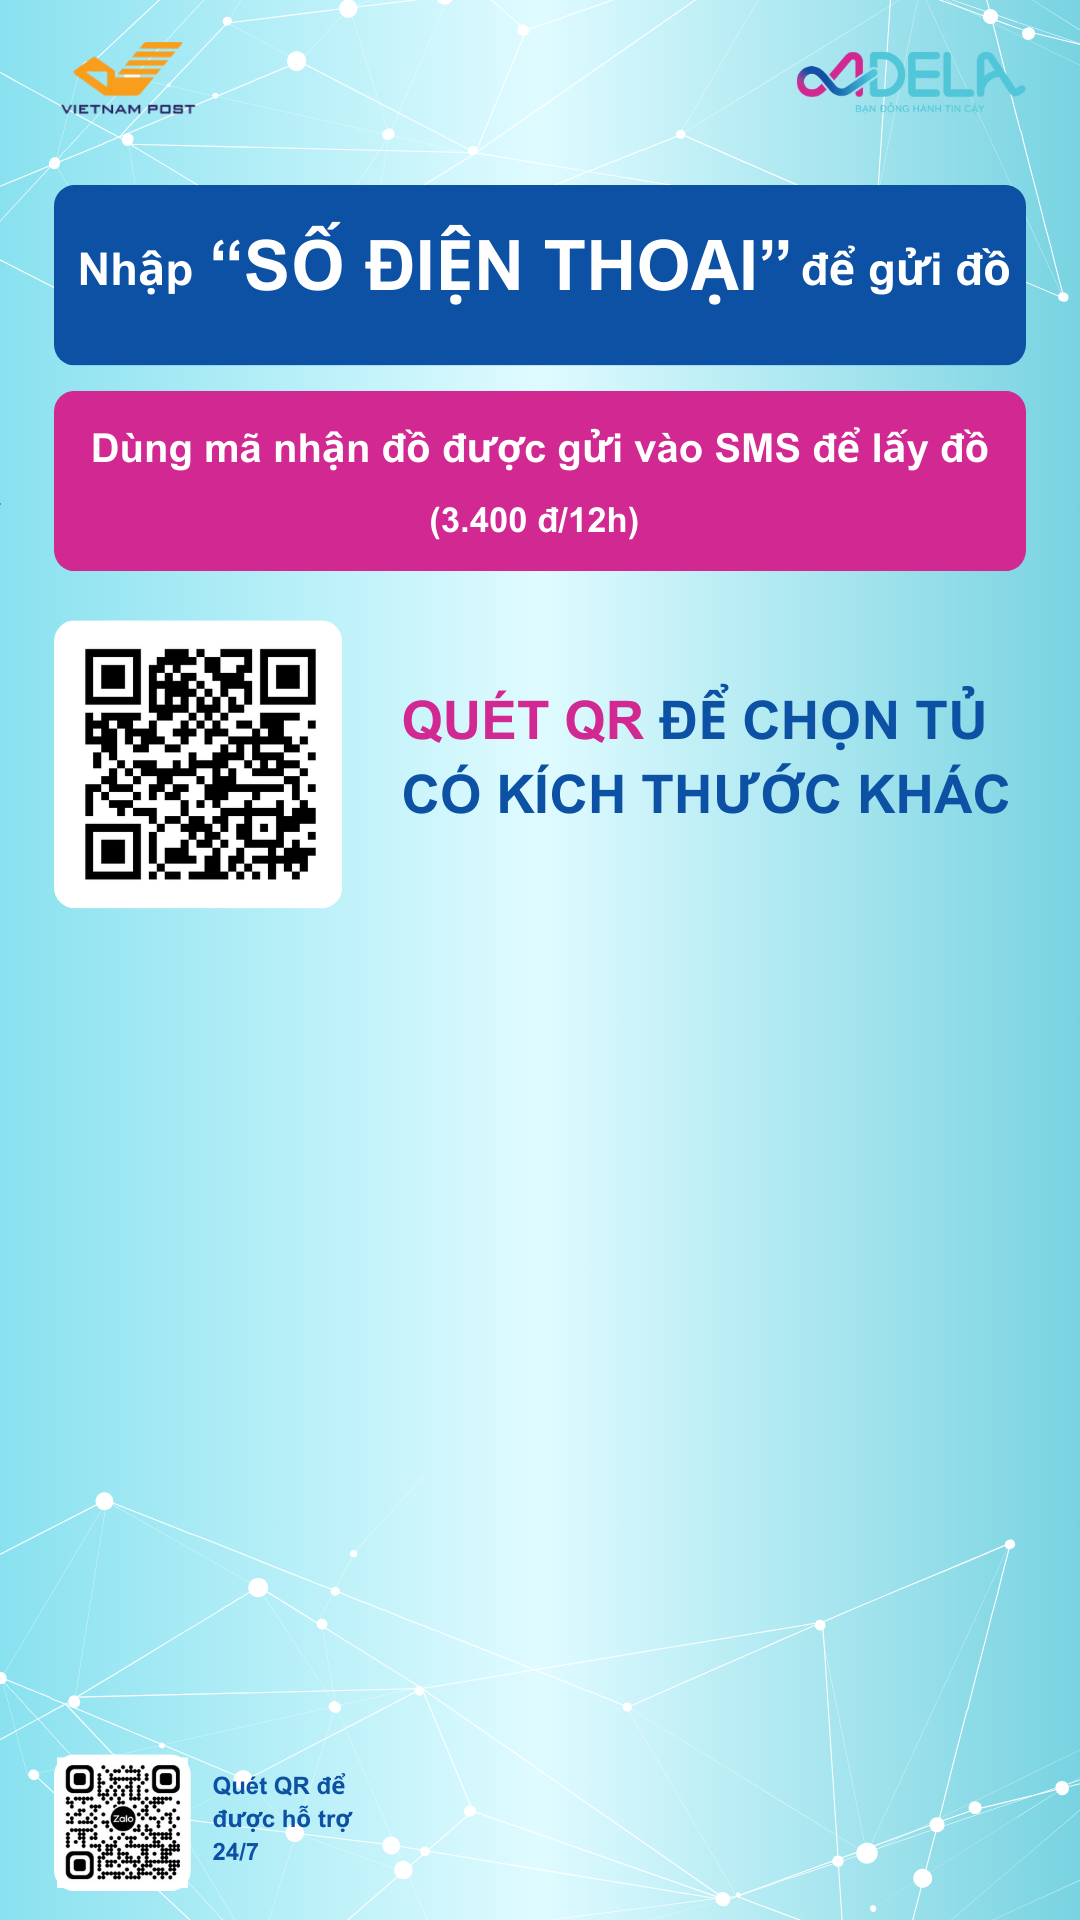 VIETNAM POST
ADELA
BẠN ĐỒNG HÀNH TIN CẬY
Nhập “SỐ ĐIỆN THOẠI” để gửi đồ
Dùng mã nhận đồ được gửi vào SMS để lấy đồ
(3.400 đ/12h)
QUÉT QR ĐỂ CHỌN TỦ
CÓ KÍCH THƯỚC KHÁC
Zalo
Quét QR để
được hỗ trợ
24/7